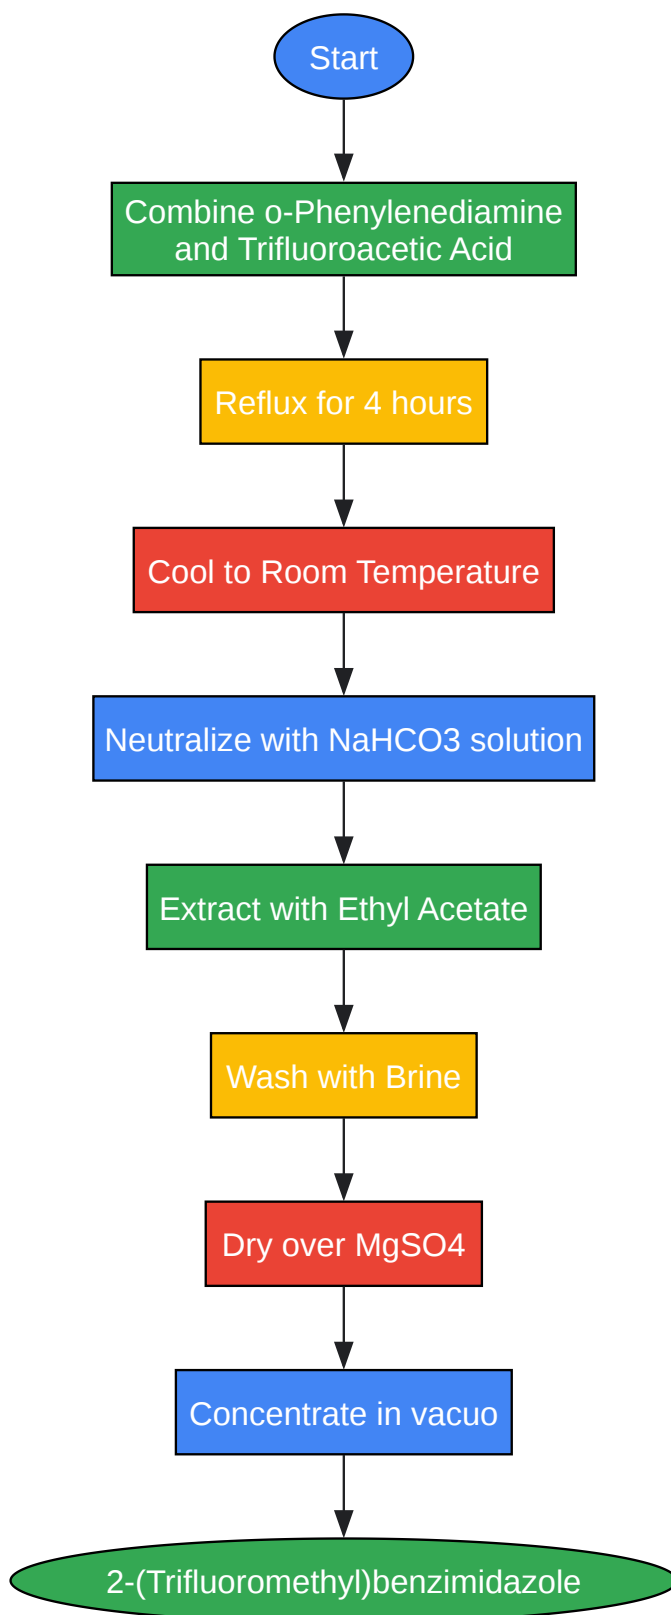 Start
Combine o-Phenylenediamine
and Trifluoroacetic Acid
Reflux for 4 hours
Cool to Room Temperature
Neutralize with NaHCO3 solution
Extract with Ethyl Acetate
Wash with Brine
Dry over MgSO4
Concentrate in vacuo
2-(Trifluoromethyl)benzimidazole